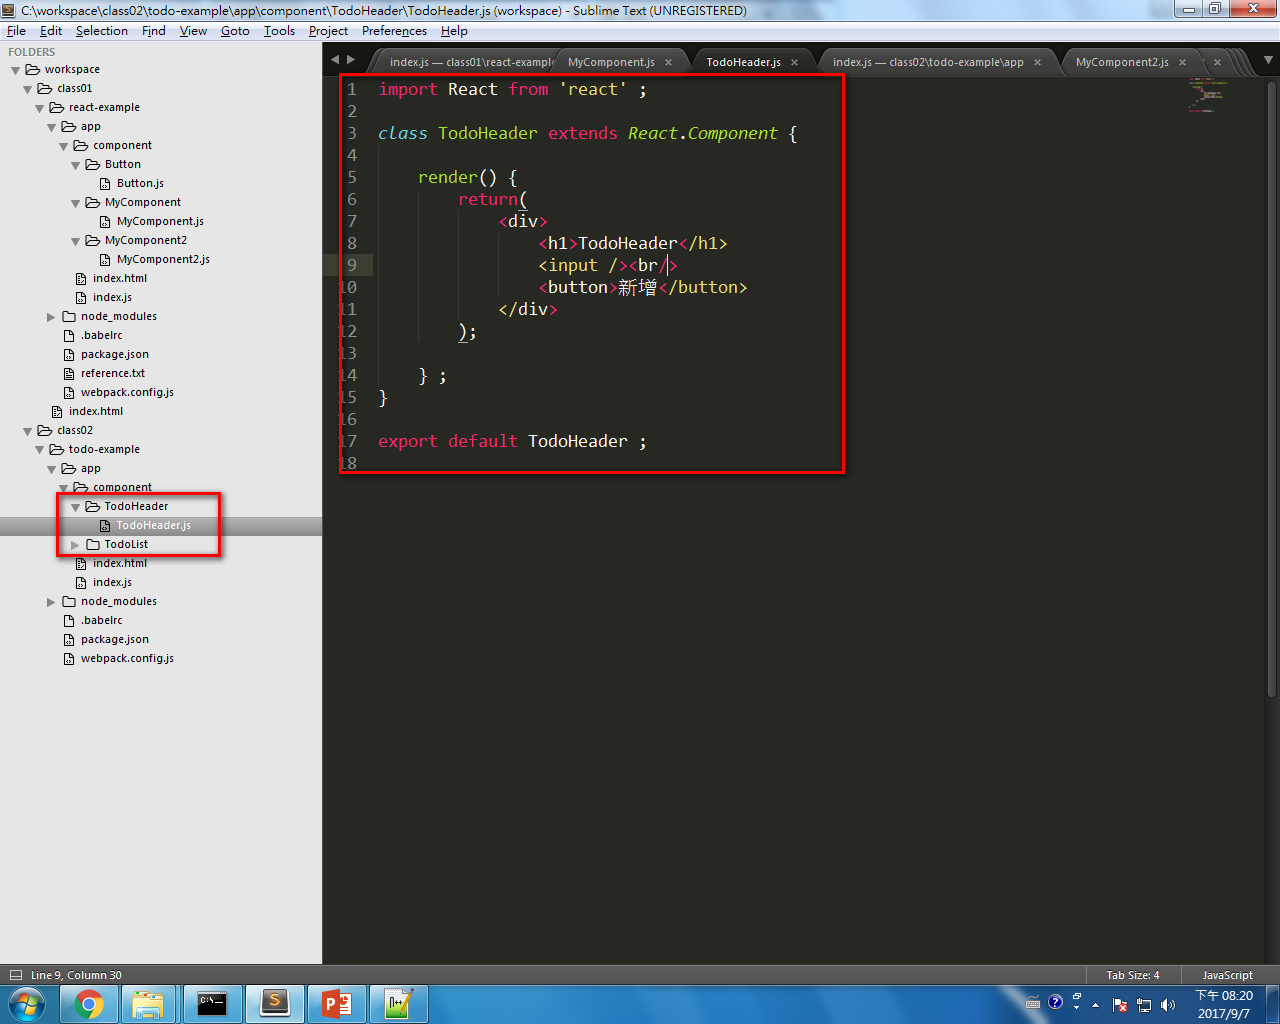 C:\workspace\class02\todo-example\app\component\TodoHeader\TodoHeader.js (workspace) - Sublime Text (UNREGISTERED)
File Edit Selection Find View Goto Tools Project Preferences Help
FOLDERS
workspace
class01
react-example
app
component
Button
Button.js
MyComponent
MyComponent.js
MyComponent2
MyComponent2.js
index.html
index.js
node_modules
.babelrc
package.json
reference.txt
webpack.config.js
index.html
class02
todo-example
app
component
TodoHeader
TodoHeader.js
TodoList
index.html
index.js
node_modules
.babelrc
package.json
webpack.config.js
index.js — class01\react-example MyComponent.js × TodoHeader.js × index.js — class02\todo-example\app × MyComponent2.js × ×
1 import React from 'react' ;
2
3 class TodoHeader extends React.Component {
4
5 render() {
6 return(
7 <div>
8 <h1>TodoHeader</h1>
9 <input /><br/>
10 <button>新增</button>
11 </div>
12 );
13
14 } ;
15 }
16
17 export default TodoHeader ;
18
Line 9, Column 30 Tab Size: 4 JavaScript
下午 08:20
2017/9/7